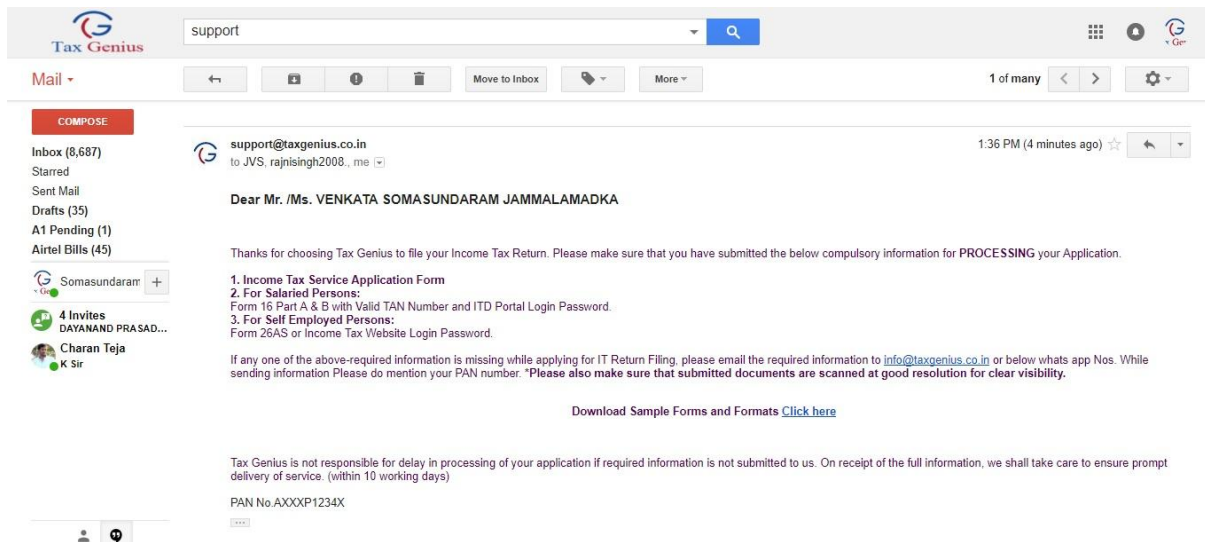 Tax Genius
support
Mail
Move to Inbox
More
1 of many
COMPOSE
Inbox (8,687)
Starred
Sent Mail
Drafts (35)
A1 Pending (1)
Airtel Bills (45)
Somasundaram
4 Invites
DAYANAND PRASAD...
Charan Teja
K Sir
support@taxgenius.co.in
1:36 PM (4 minutes ago)
to JVS, rajnisingh2008., me
Dear Mr. /Ms. VENKATA SOMASUNDARAM JAMMALAMADKA
Thanks for choosing Tax Genius to file your Income Tax Return. Please make sure that you have submitted the below compulsory information for PROCESSING your Application.
1. Income Tax Service Application Form
2. For Salaried Persons:
Form 16 Part A & B with Valid TAN Number and ITD Portal Login Password.
3. For Self Employed Persons:
Form 26AS or Income Tax Website Login Password.
If any one of the above-required information is missing while applying for IT Return Filing, please email the required information to info@taxgenius.co.in or below whats app Nos. While
sending information Please do mention your PAN number. *Please also make sure that submitted documents are scanned at good resolution for clear visibility.
Download Sample Forms and Formats Click here
Tax Genius is not responsible for delay in processing of your application if required information is not submitted to us. On receipt of the full information, we shall take care to ensure prompt
delivery of service. (within 10 working days)
PAN No.AXXXP1234X